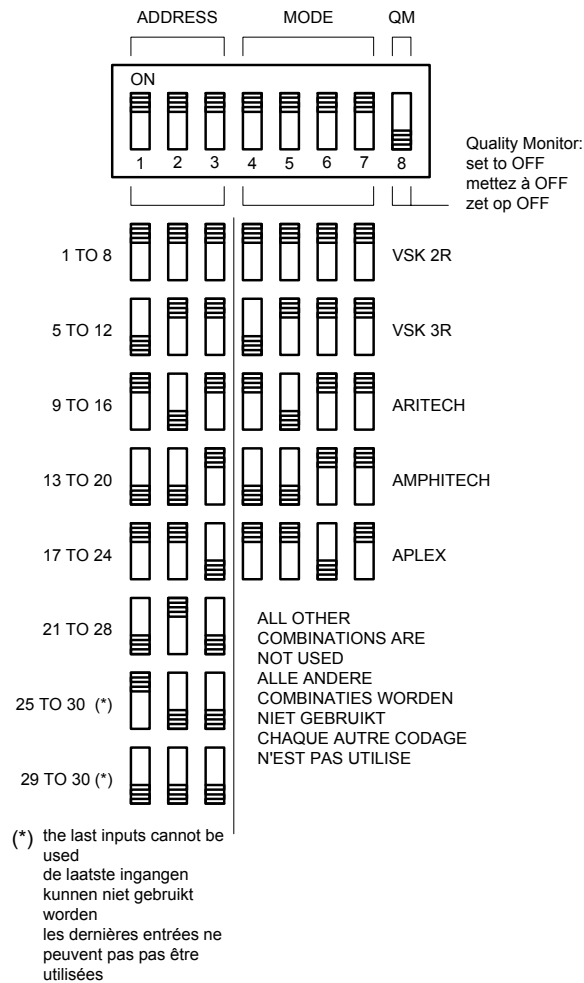 ADDRESS MODE QM
ON
1 2 3 4 5 6 7 8
Quality Monitor:
set to OFF
mettez à OFF
zet op OFF
1 TO 8 VSK 2R
5 TO 12 VSK 3R
9 TO 16 ARITECH
13 TO 20 AMPHITECH
17 TO 24 APLEX
21 TO 28
25 TO 30 (*)
29 TO 30 (*)
ALL OTHER
COMBINATIONS ARE
NOT USED
ALLE ANDERE
COMBINATIES WORDEN
NIET GEBRUIKT
CHAQUE AUTRE CODAGE
N'EST PAS UTILISE
(*) the last inputs cannot be
used
de laatste ingangen
kunnen niet gebruikt
worden
les dernières entrées ne
peuvent pas pas être
utilisées